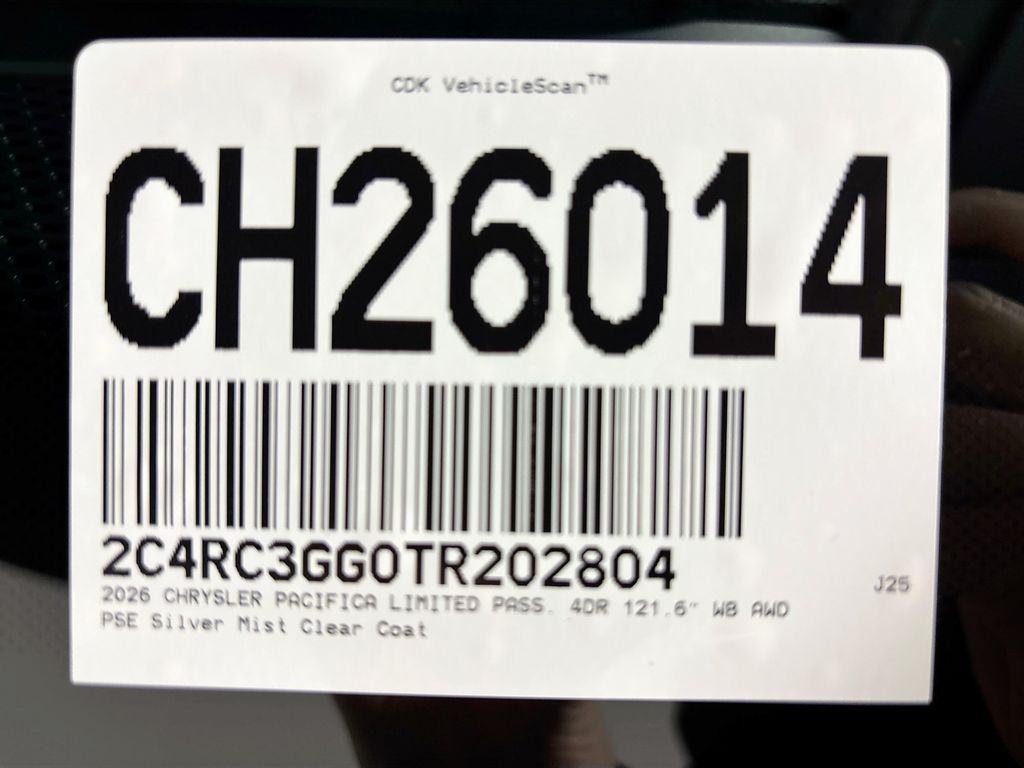 CDK VehicleScan™
CH26014
2C4RC3GG0TR202804
J25
2026 CHRYSLER PACIFICA LIMITED PASS. 4DR 121.6" WB AWD
PSE Silver Mist Clear Coat